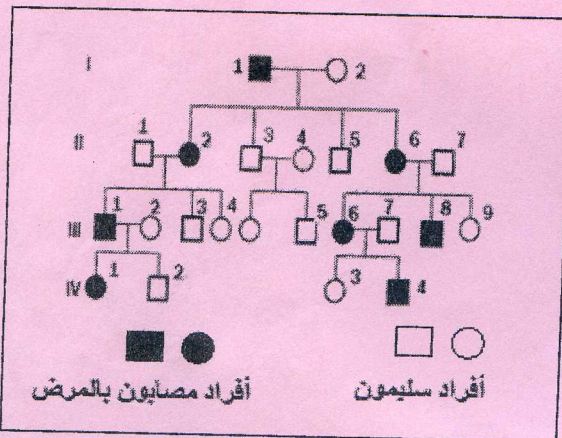 I 1 2
II 1 2 3 4 5 6 7
III 1 2 3 4 5 6 7 8 9
IV 1 2 3 4
أفراد سليمون أفراد مصابون بالمرض